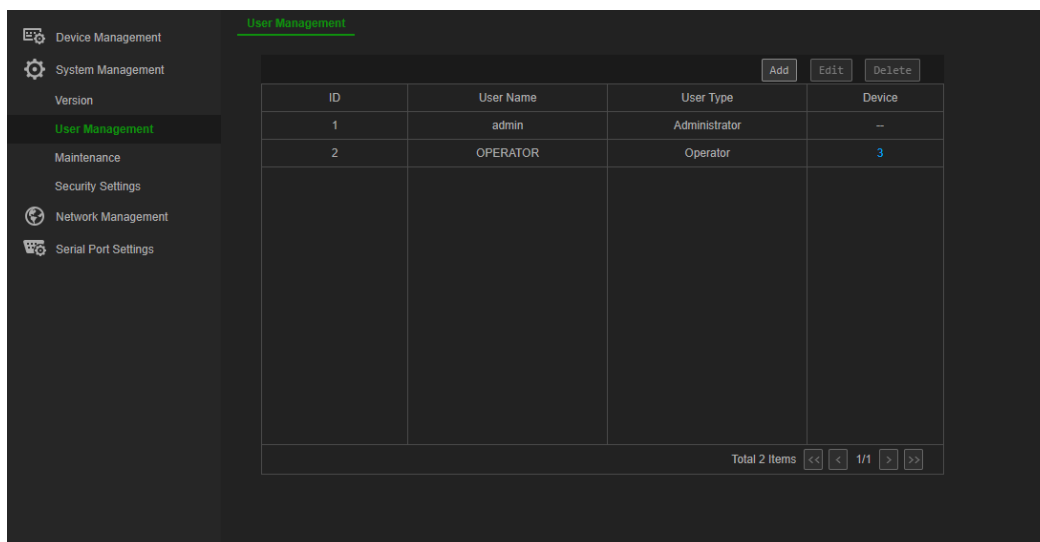 Device Management
System Management
Version
User Management
Maintenance
Security Settings
Network Management
Serial Port Settings
User Management
Add Edit Delete
ID User Name User Type Device
1 admin Administrator --
2 OPERATOR Operator 3
Total 2 Items << < 1/1 > >>